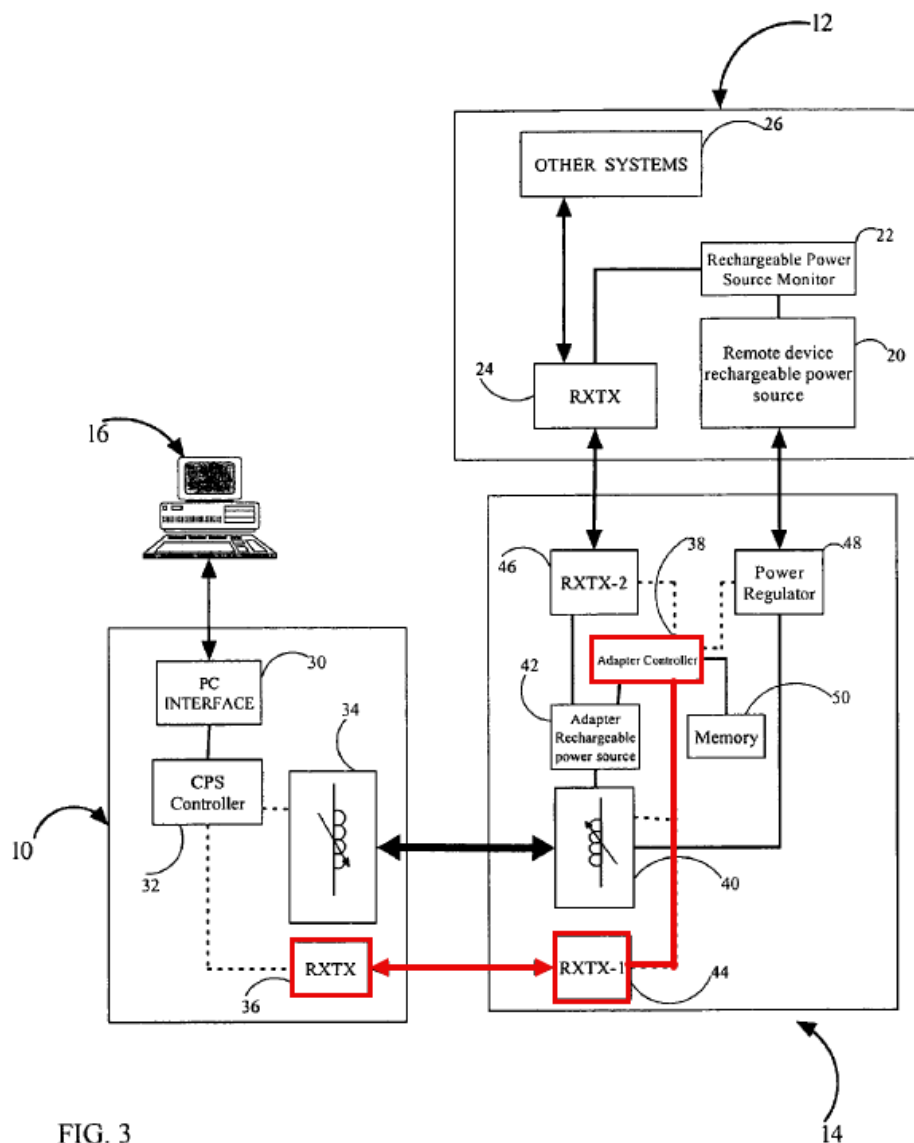 12
26
OTHER SYSTEMS
22
Rechargeable Power
Source Monitor
20
Remote device
rechargeable power
source
24
RXTX
16
38
48
46
RXTX-2
Power
Regulator
Adapter Controller
30
42
50
PC
INTERFACE
34
Adapter
Rechargeable
power source
Memory
CPS
Controller
10
32
40
RXTX
RXTX-1
36
44
FIG. 3
14